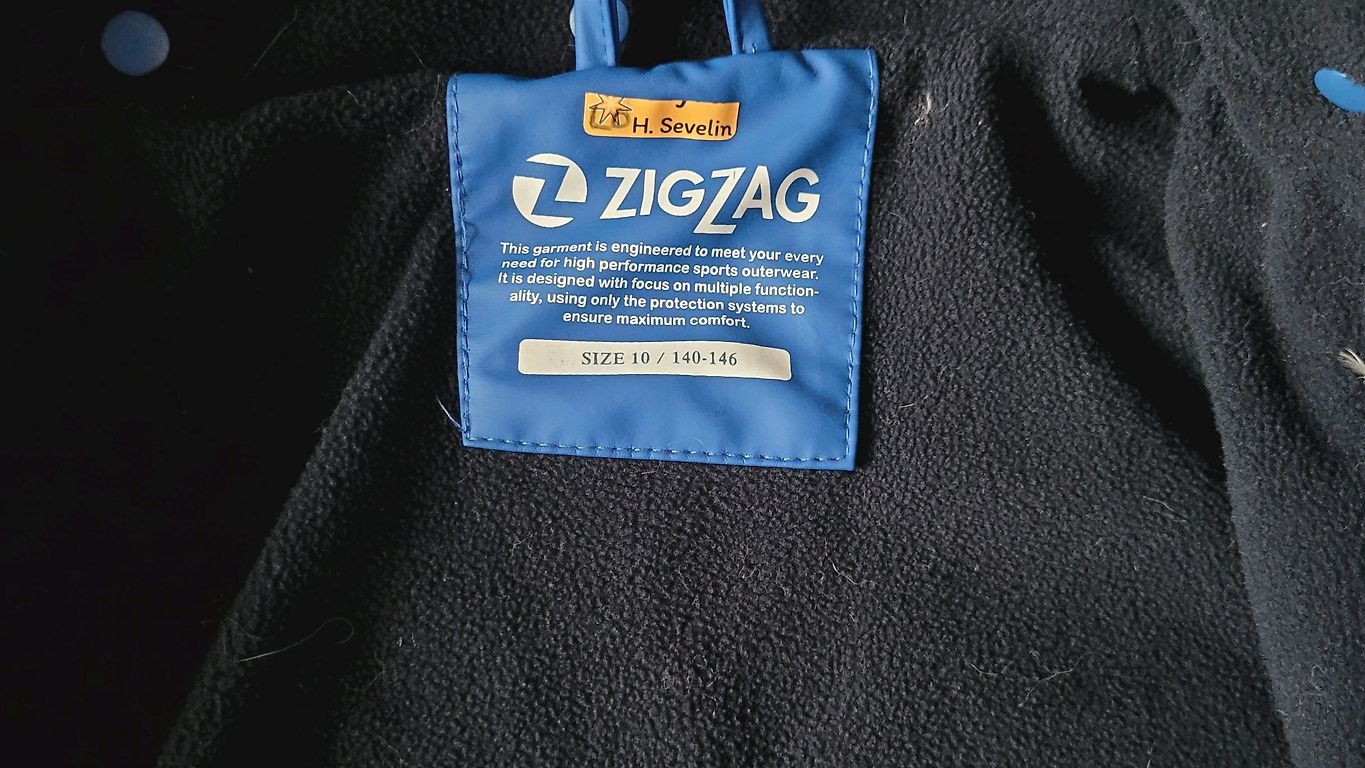 H. Sevelin
ZIGZAG
This garment is engineered to meet your every
need for high performance sports outerwear.
It is designed with focus on multiple function-
ality, using only the protection systems to
ensure maximum comfort.
SIZE 10 / 140-146